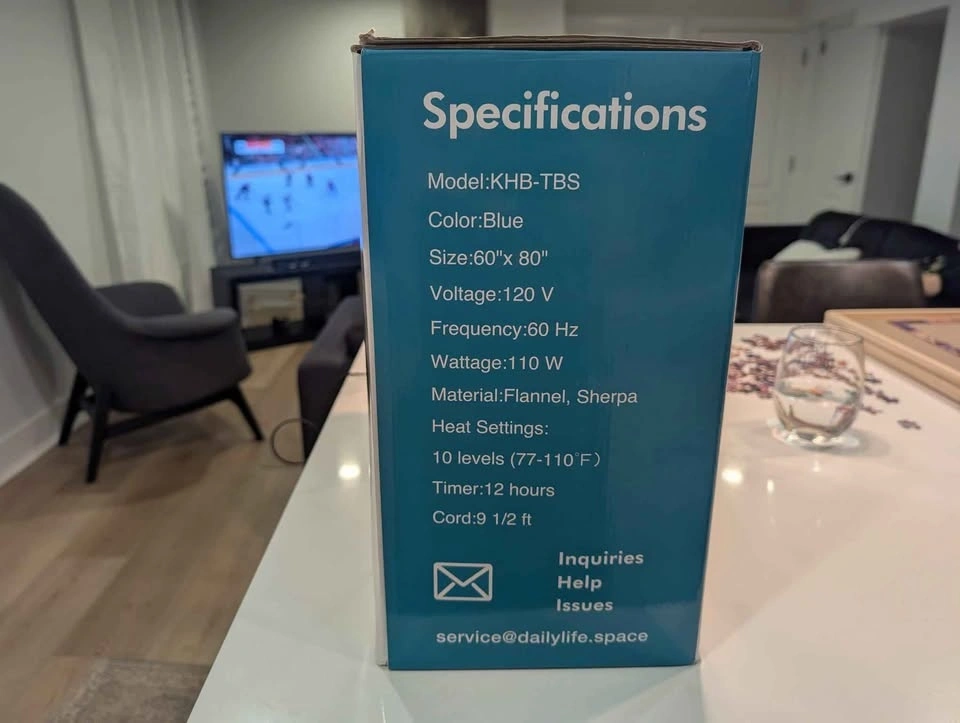 Specifications
Model:KHB-TBS
Color:Blue
Size:60"x 80"
Voltage:120 V
Frequency:60 Hz
Wattage:110 W
Material:Flannel, Sherpa
Heat Settings:
10 levels (77-110°F)
Timer:12 hours
Cord:9 1/2 ft
Inquiries
Help
Issues
service@dailylife.space